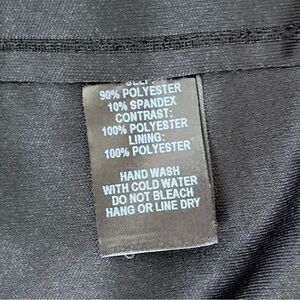 SELF:
90% POLYESTER
10% SPANDEX
CONTRAST:
100% POLYESTER
LINING:
100% POLYESTER
HAND WASH
WITH COLD WATER
DO NOT BLEACH
HANG OR LINE DRY